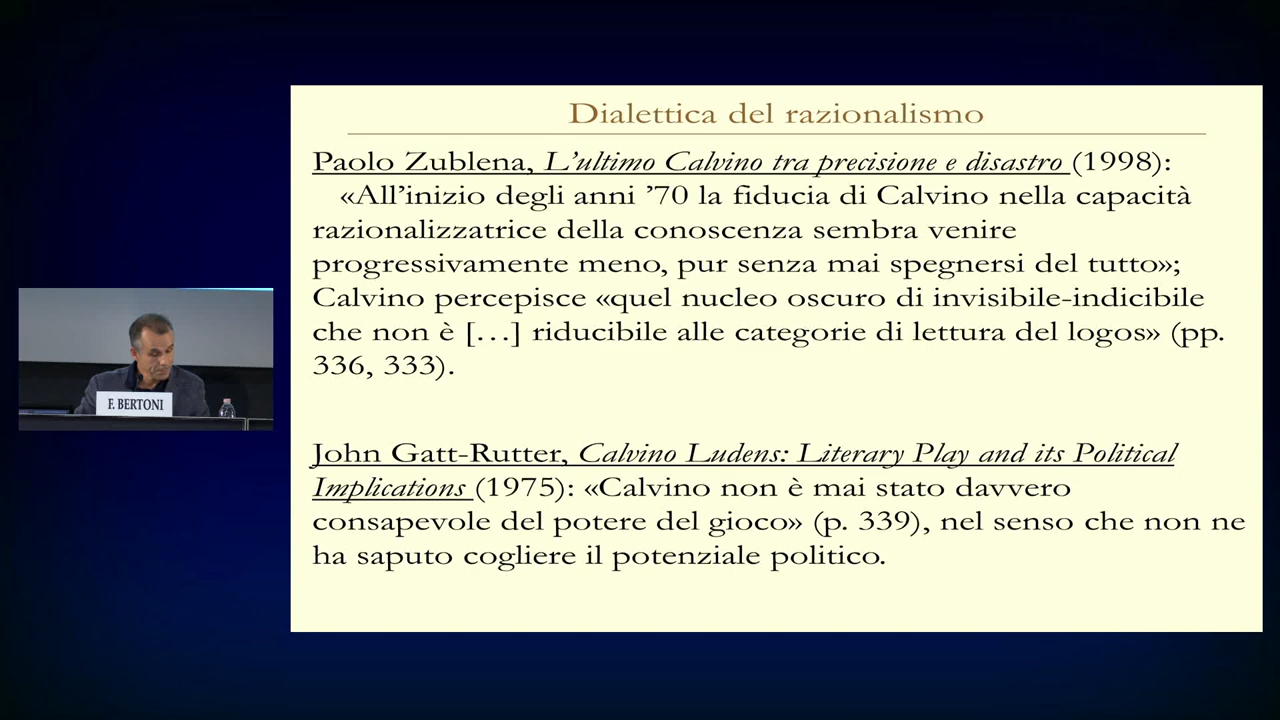 Dialettica del razionalismo
Paolo Zublena, L’ultimo Calvino tra precisione e disastro (1998):
«All’inizio degli anni ’70 la fiducia di Calvino nella capacità
razionalizzatrice della conoscenza sembra venire
progressivamente meno, pur senza mai spegnersi del tutto»;
Calvino percepisce «quel nucleo oscuro di invisibile-indicibile
che non è […] riducibile alle categorie di lettura del logos» (pp.
336, 333).
John Gatt-Rutter, Calvino Ludens: Literary Play and its Political
Implications (1975): «Calvino non è mai stato davvero
consapevole del potere del gioco» (p. 339), nel senso che non ne
ha saputo cogliere il potenziale politico.
F. BERTONI